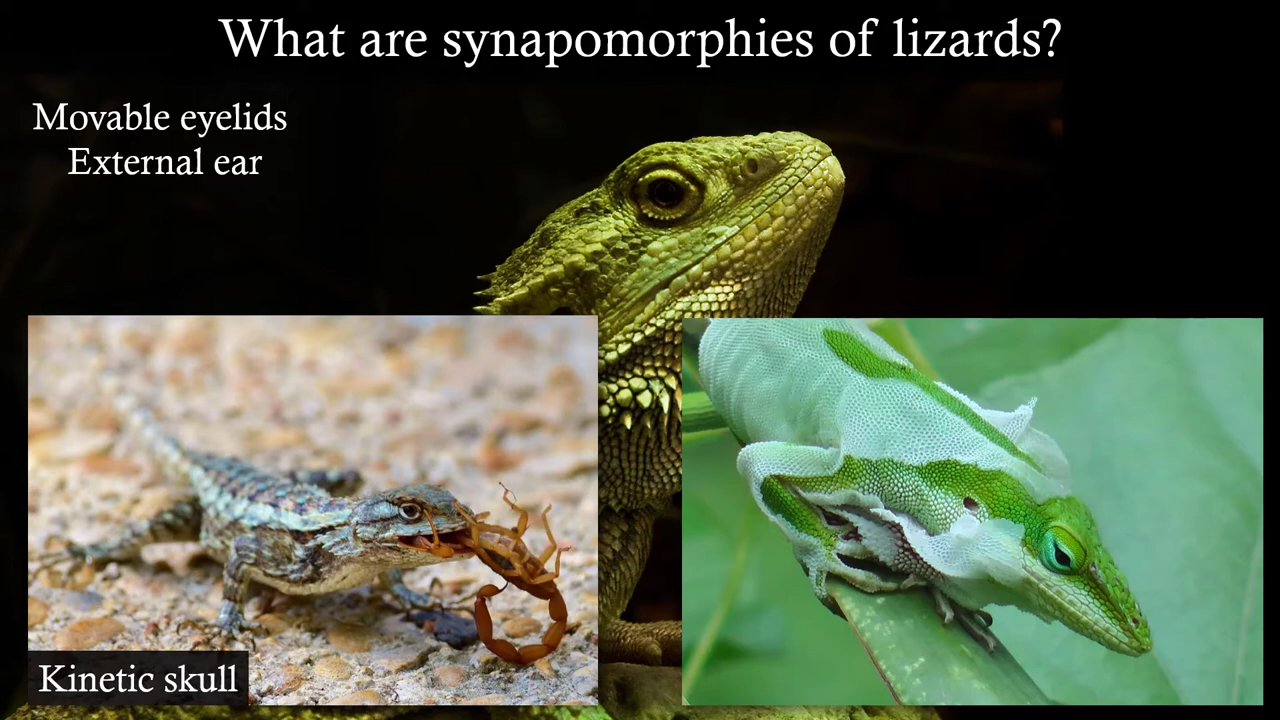 What are synapomorphies of lizards?
Movable eyelids
External ear
Kinetic skull